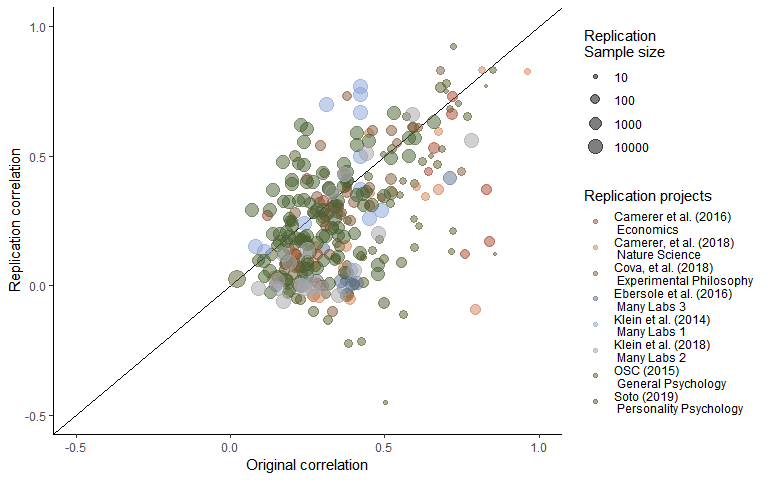 1.0
0.5
0.0
-0.5
-0.5
0.0
0.5
1.0
Replication correlation
Original correlation
Replication
Sample size
10
100
1000
10000
Replication projects
Camerer et al. (2016)
Economics
Camerer, et al. (2018)
Nature Science
Cova, et al. (2018)
Experimental Philosophy
Ebersole et al. (2016)
Many Labs 3
Klein et al. (2014)
Many Labs 1
Klein et al. (2018)
Many Labs 2
OSC (2015)
General Psychology
Soto (2019)
Personality Psychology